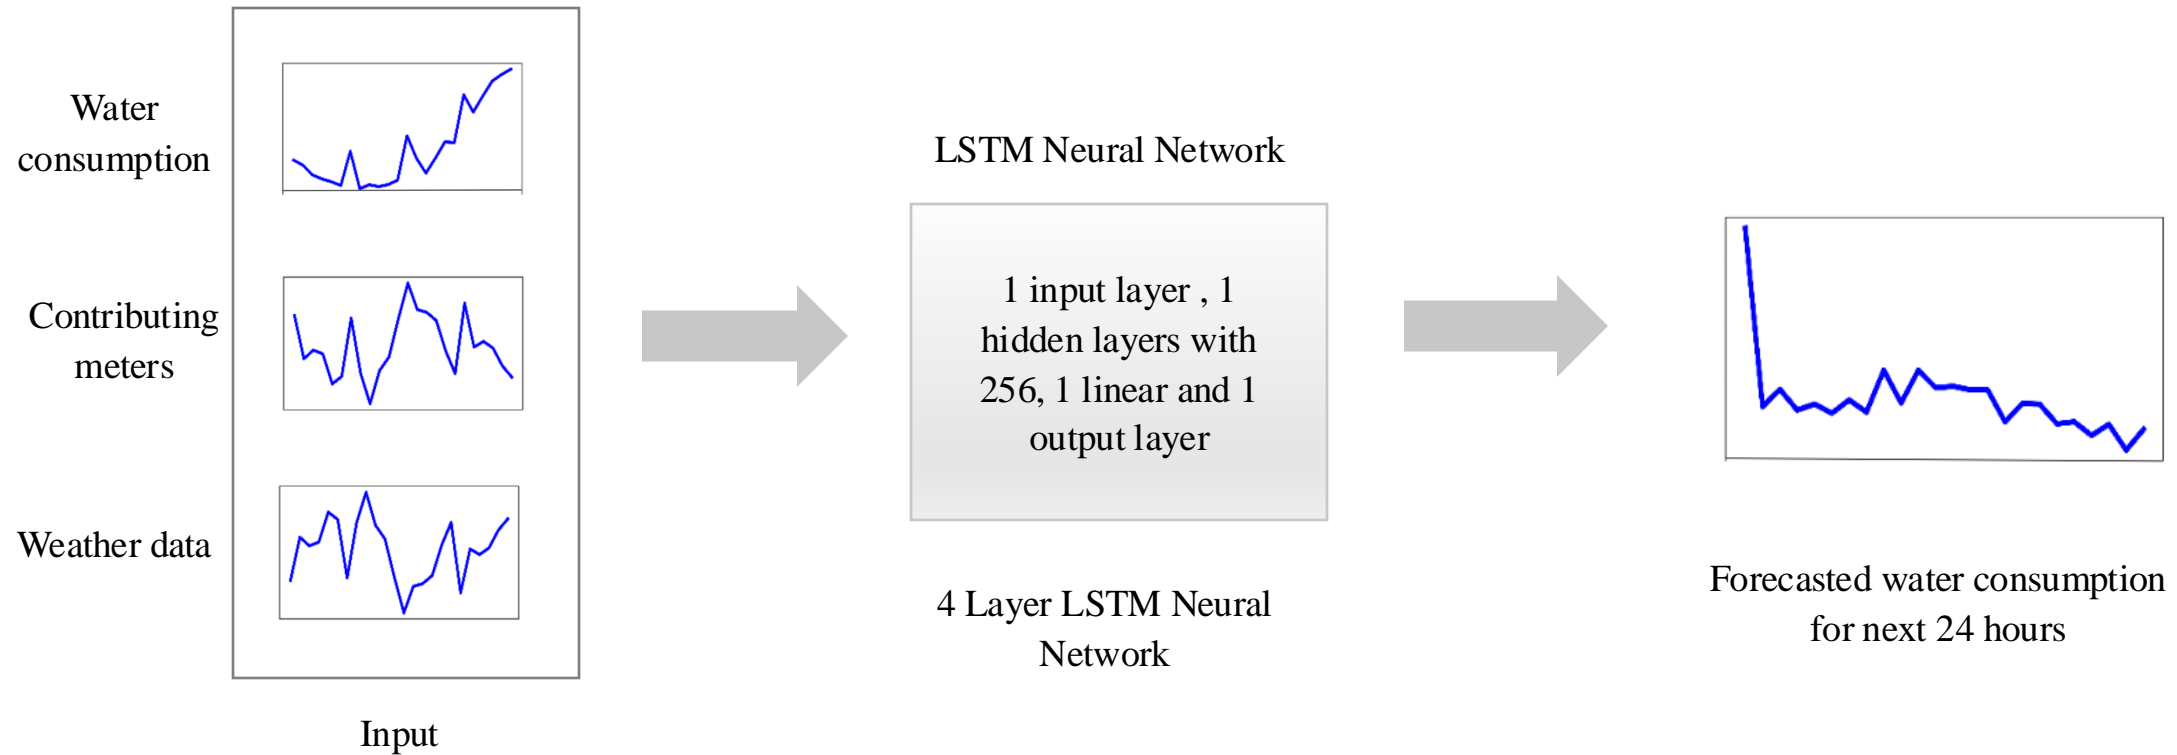 Water
consumption
Contributing
meters
Weather data
Input
LSTM Neural Network
1 input layer , 1
hidden layers with
256, 1 linear and 1
output layer
4 Layer LSTM Neural
Network
Forecasted water consumption
for next 24 hours